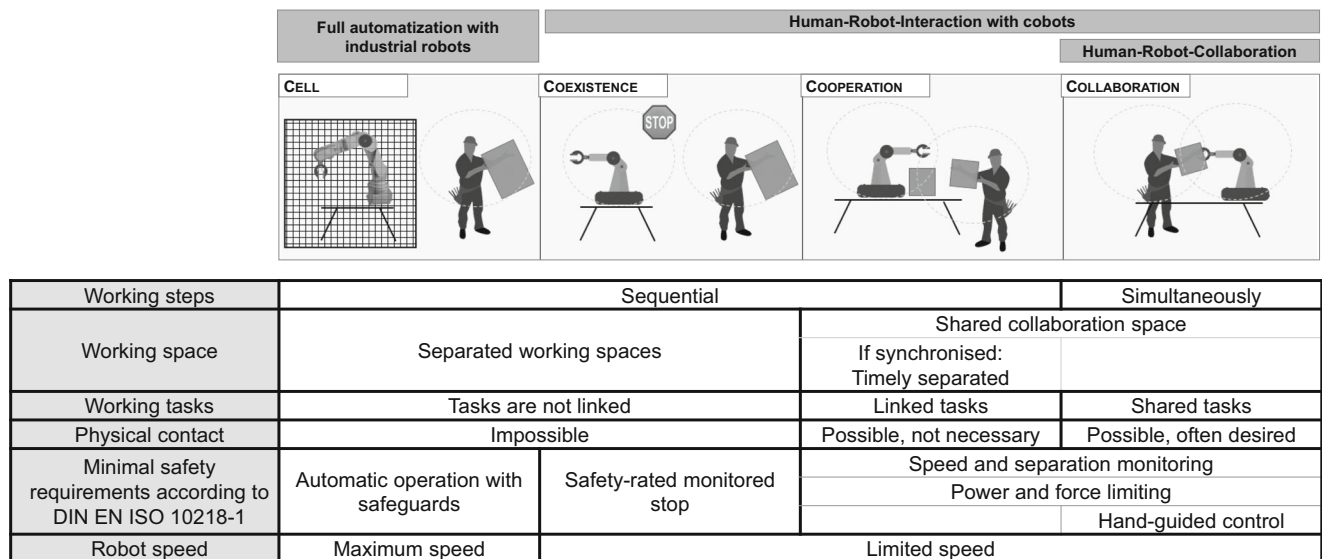 Full automatization with
industrial robots
Human-Robot-Interaction with cobots
Human-Robot-Collaboration
CELL
COEXISTENCE
COOPERATION
COLLABORATION
STOP
Working steps
Sequential
Simultaneously
Working space
Separated working spaces
Shared collaboration space
If synchronised:
Timely separated
Working tasks
Tasks are not linked
Linked tasks
Shared tasks
Physical contact
Impossible
Possible, not necessary
Possible, often desired
Minimal safety
requirements according to
DIN EN ISO 10218-1
Automatic operation with
safeguards
Safety-rated monitored
stop
Speed and separation monitoring
Power and force limiting
Hand-guided control
Robot speed
Maximum speed
Limited speed